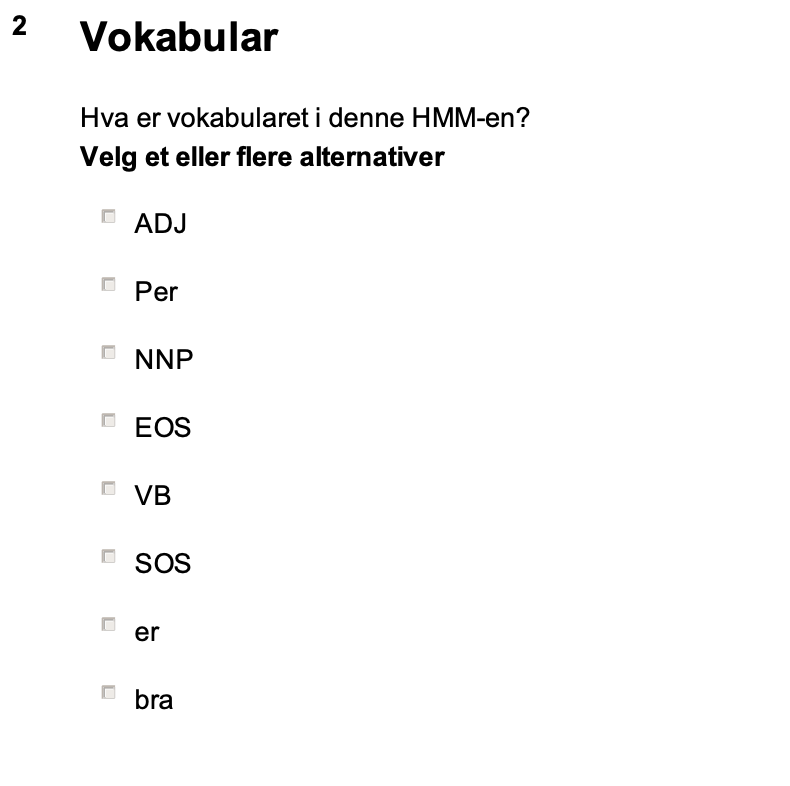 2 Vokabular
Hva er vokabularet i denne HMM-en?
Velg et eller flere alternativer
ADJ
Per
NNP
EOS
VB
SOS
er
bra